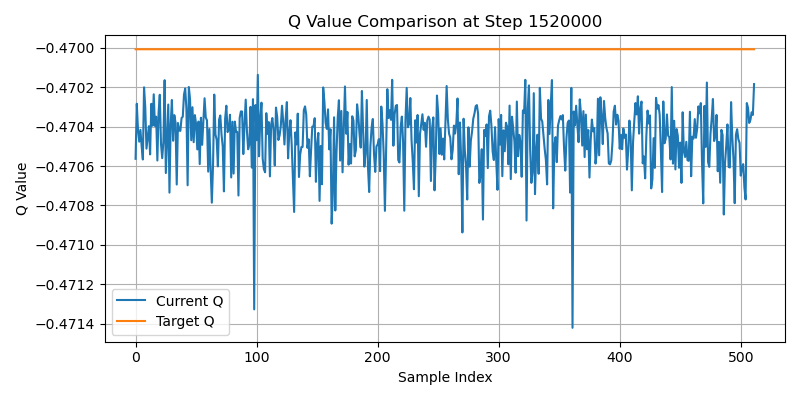 Q Value Comparison at Step 1520000
Q Value
−0.4700
−0.4702
−0.4704
−0.4706
−0.4708
−0.4710
−0.4712
−0.4714
Current Q
Target Q
0 100 200 300 400 500
Sample Index